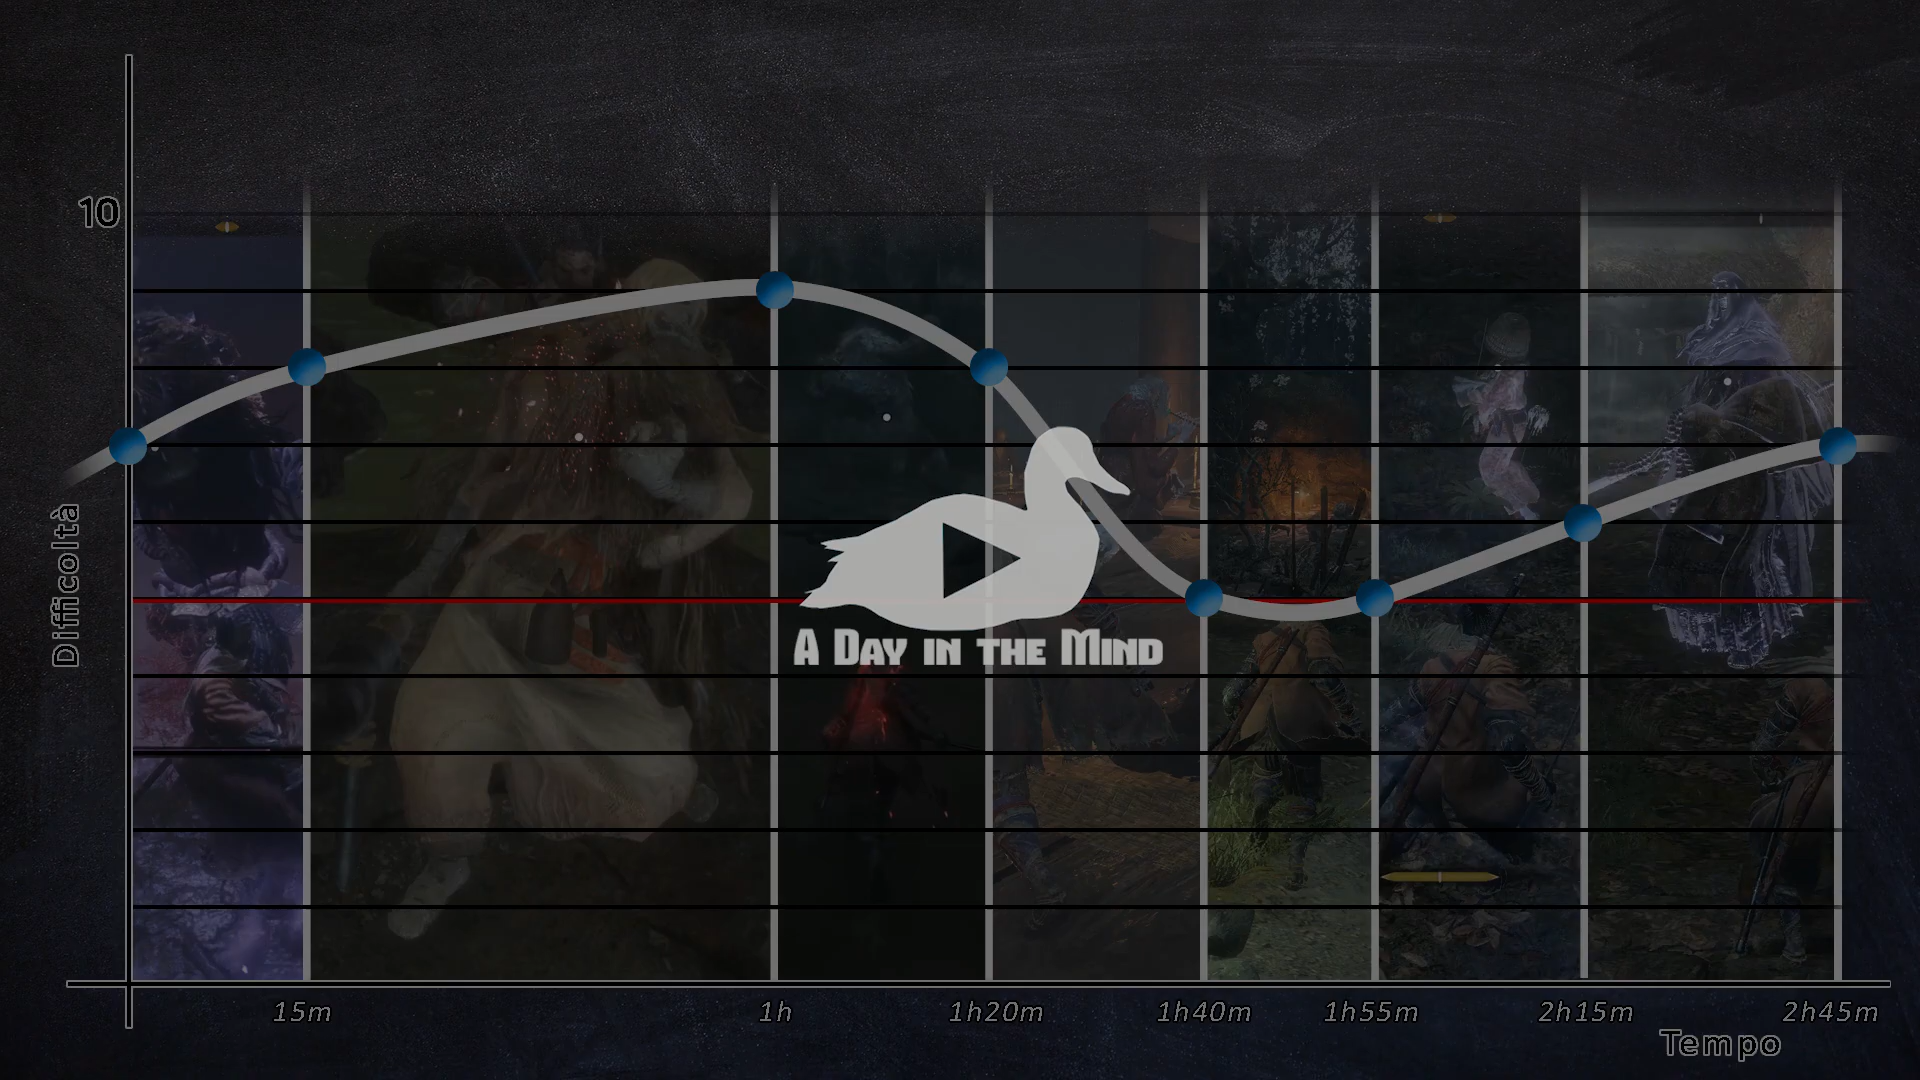 10
Difficoltà
A Day in the Mind
15m
1h
1h20m
1h40m
1h55m
2h15m
2h45m
Tempo